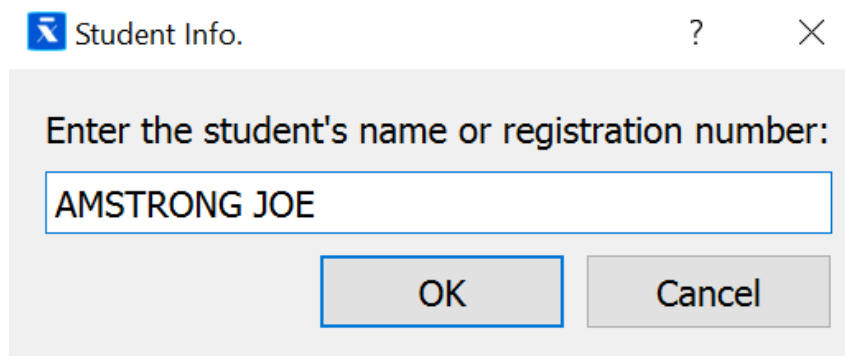 x̄ Student Info. ?
Enter the student's name or registration number:
AMSTRONG JOE
OK Cancel